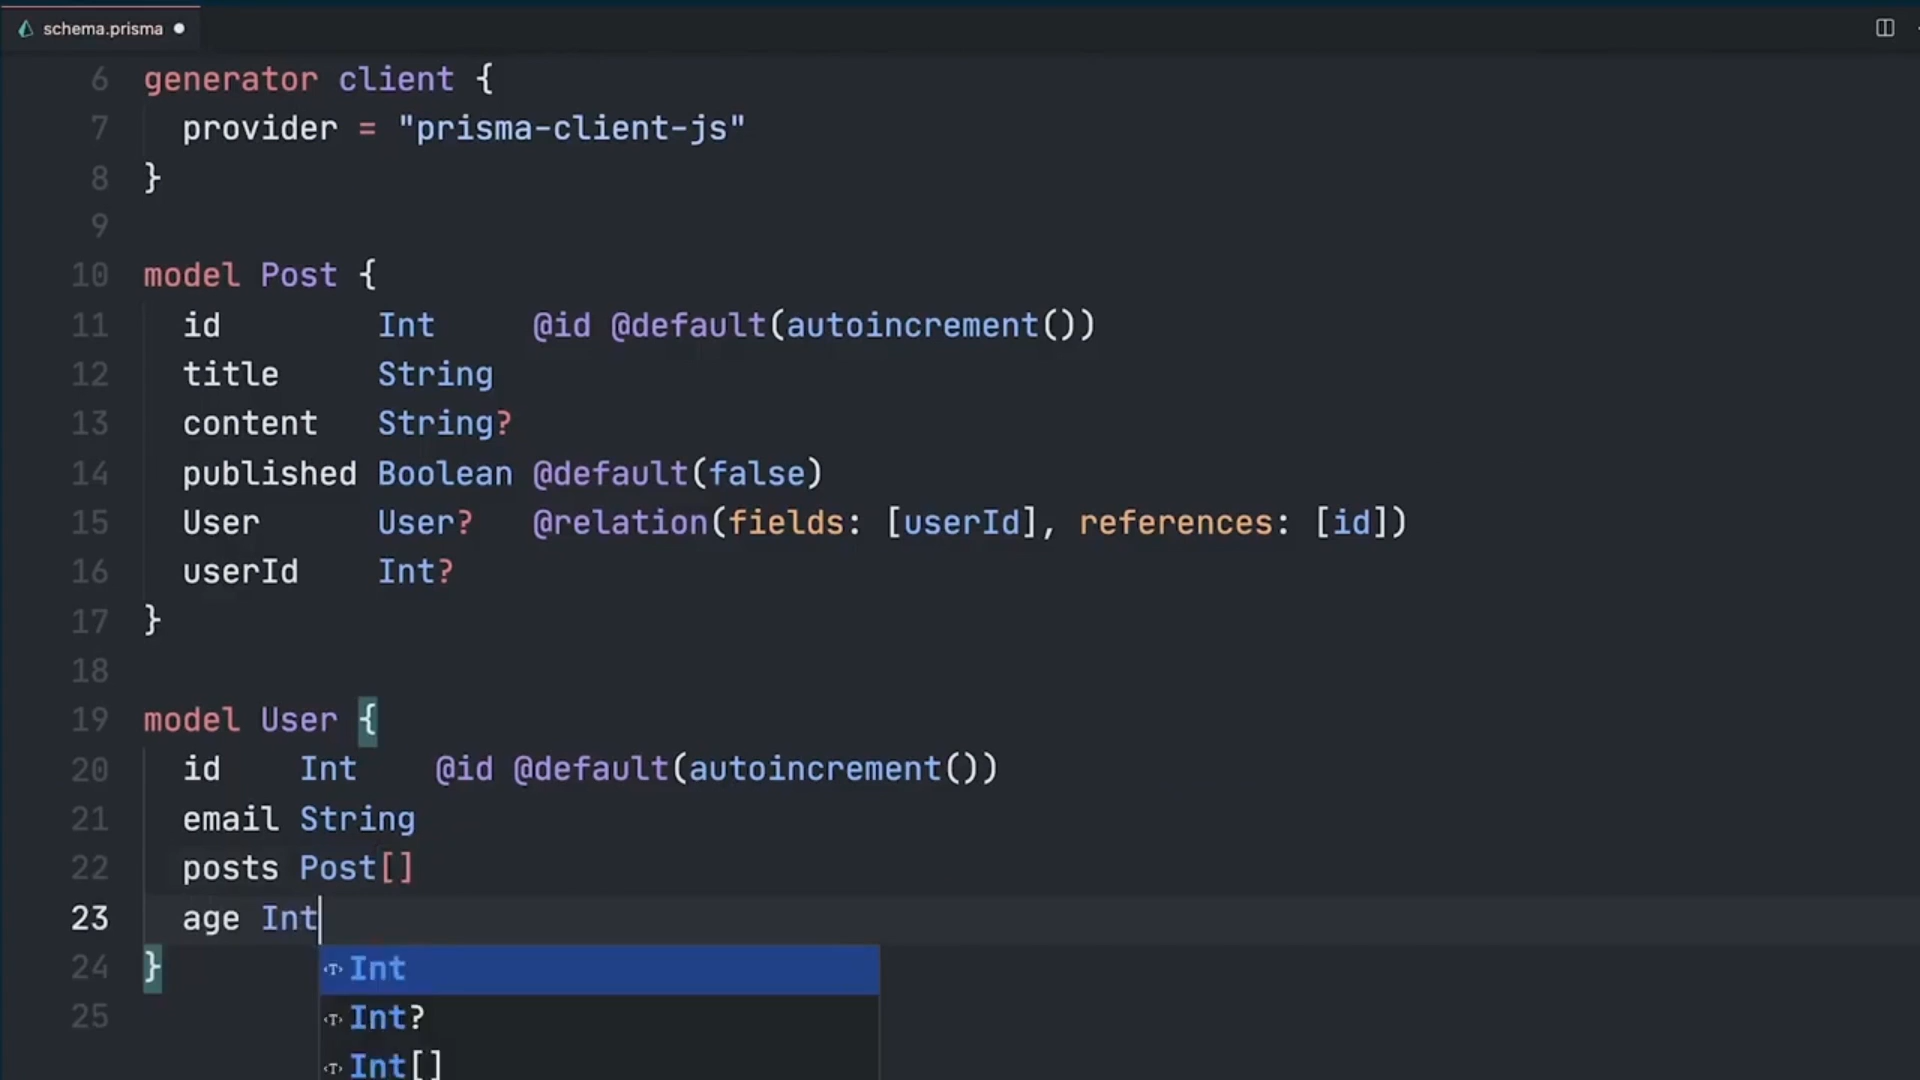 schema.prisma
6 generator client {
7 provider = "prisma-client-js"
8 }
9
10 model Post {
11 id Int @id @default(autoincrement())
12 title String
13 content String?
14 published Boolean @default(false)
15 User User? @relation(fields: [userId], references: [id])
16 userId Int?
17 }
18
19 model User {
20 id Int @id @default(autoincrement())
21 email String
22 posts Post[]
23 age Int
24 }
Int
25
Int?
Int[]